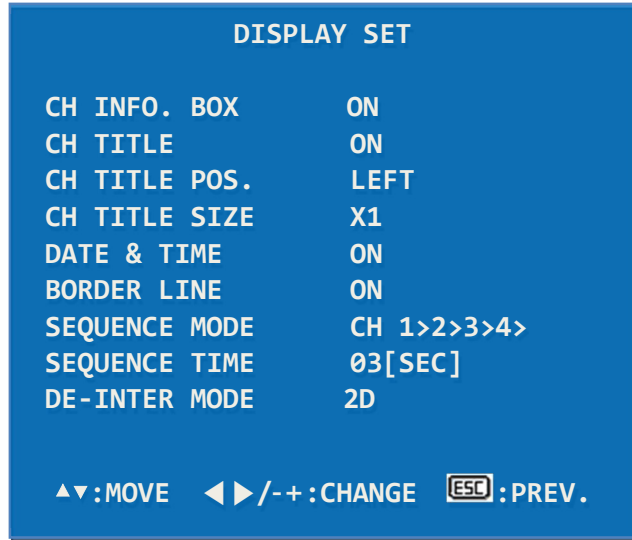 DISPLAY SET
CH INFO. BOX ON
CH TITLE ON
CH TITLE POS. LEFT
CH TITLE SIZE X1
DATE & TIME ON
BORDER LINE ON
SEQUENCE MODE CH 1>2>3>4>
SEQUENCE TIME 03[SEC]
DE-INTER MODE 2D
▲▼:MOVE ◀▶/-+:CHANGE ESC:PREV.